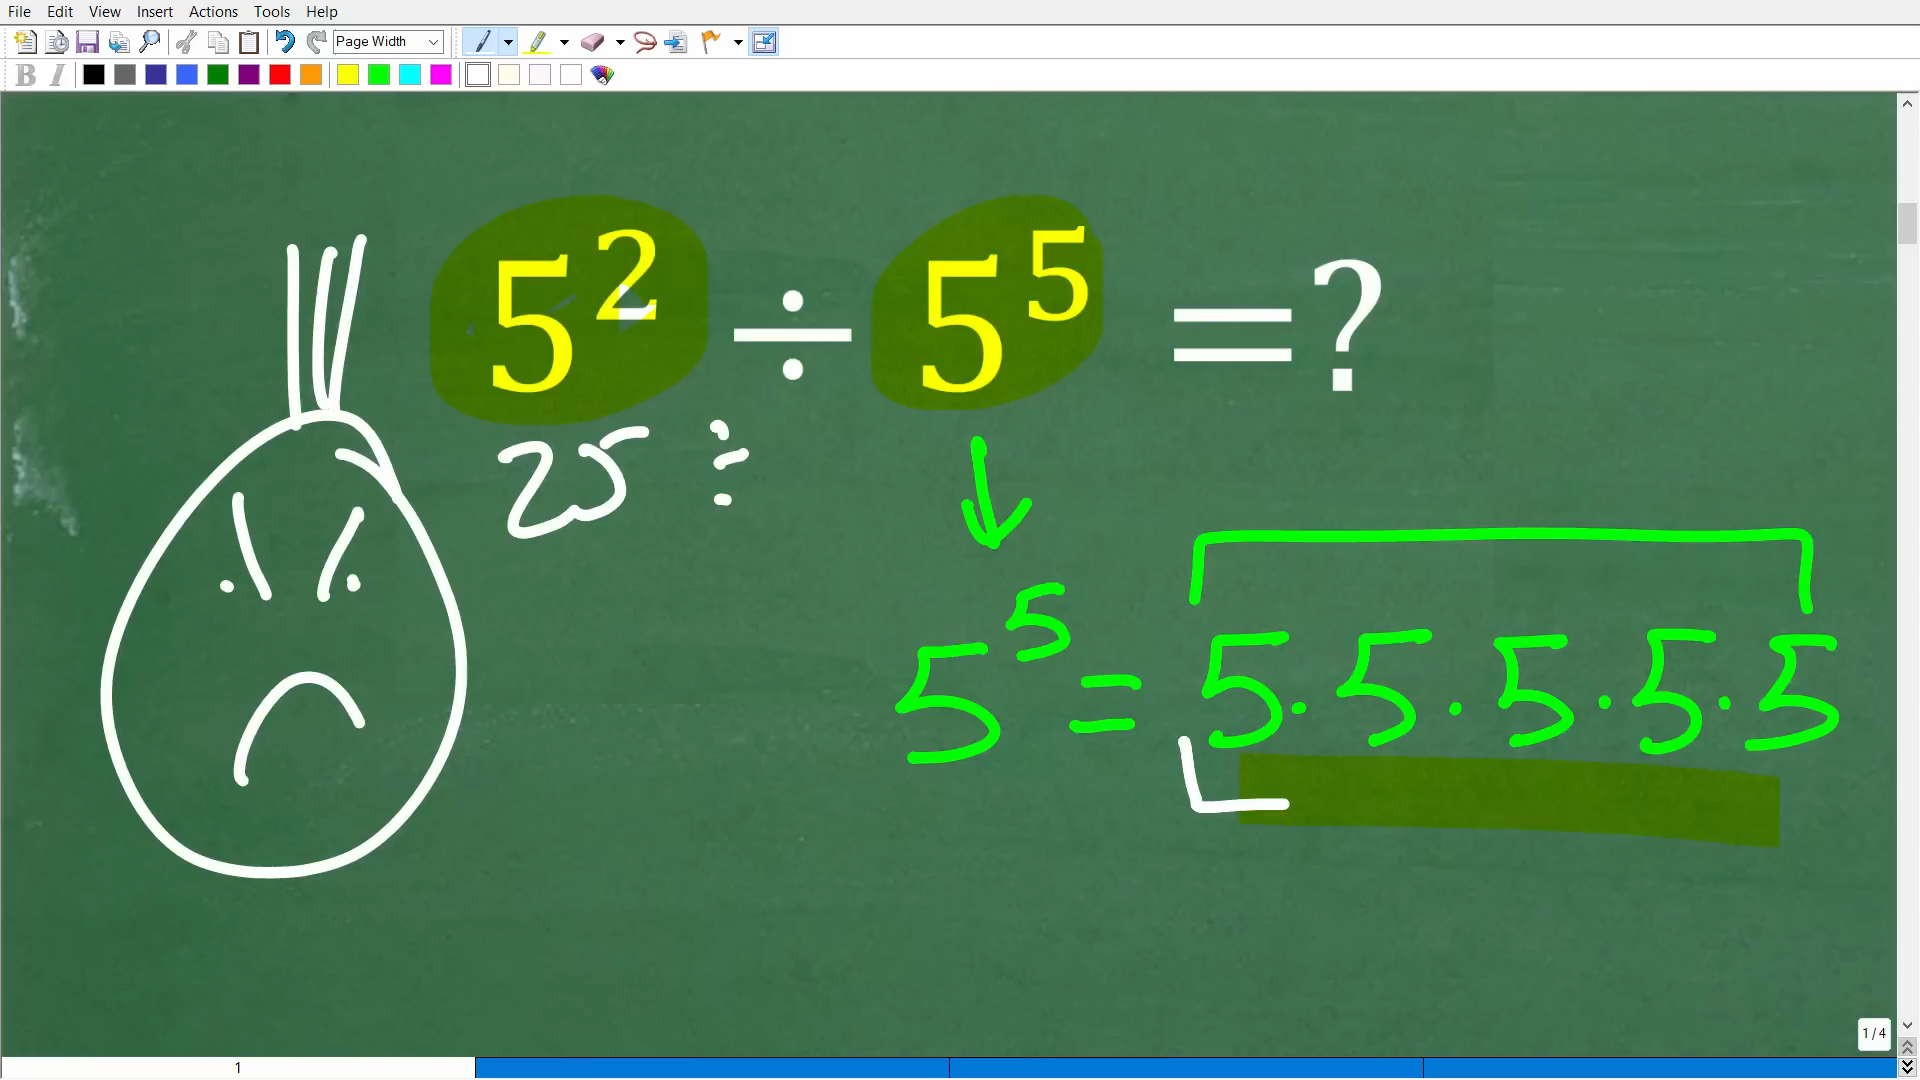 File Edit View Insert Actions Tools Help
Page Width
B I
5² ÷ 5⁵ =?
25 ÷
5⁵ = 5·5·5·5·5
1 / 4
1